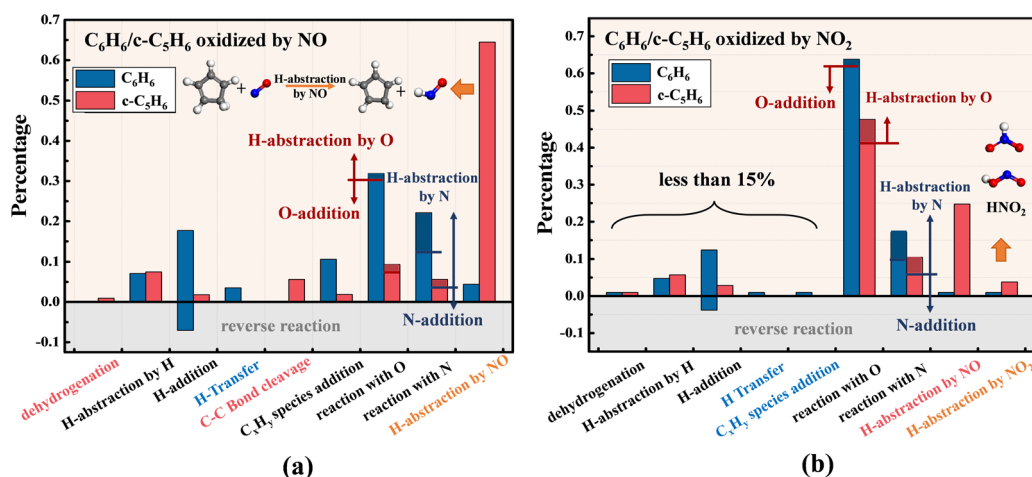 C6H6/c-C5H6 oxidized by NO
C6H6
c-C5H6
+
H-abstraction
by NO
+
H-abstraction by O
O-addition
H-abstraction
by N
N-addition
reverse reaction
Percentage
0.7
0.6
0.5
0.4
0.3
0.2
0.1
0.0
-0.1
dehydrogenation
H-abstraction by H
H-addition
H-Transfer
C-C Bond cleavage
CxHy species addition
reaction with O
reaction with N
H-abstraction by NO
(a)
C6H6/c-C5H6 oxidized by NO2
C6H6
c-C5H6
O-addition
H-abstraction by O
less than 15%
H-abstraction
by N
HNO2
N-addition
reverse reaction
Percentage
0.7
0.6
0.5
0.4
0.3
0.2
0.1
0.0
-0.1
dehydrogenation
H-abstraction by H
H-addition
H Transfer
CxHy species addition
reaction with O
reaction with N
H-abstraction by NO
H-abstraction by NO2
(b)